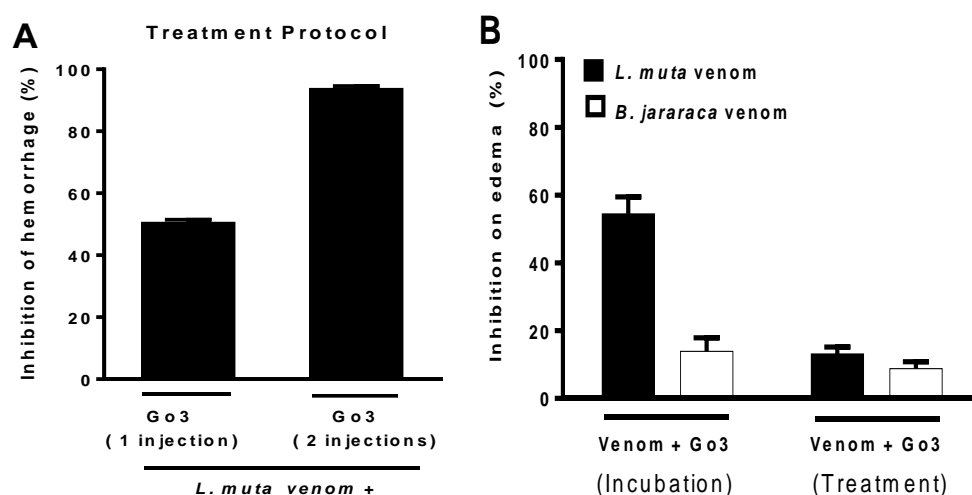 A
Treatment Protocol
Inhibition of hemorrhage (%)
100
80
60
40
20
0
Go3 Go3
(1 injection) (2 injections)
L. muta venom +
B
L. muta venom
B. jararaca venom
Inhibition on edema (%)
100
80
60
40
20
0
Venom + Go3 Venom + Go3
(Incubation) (Treatment)